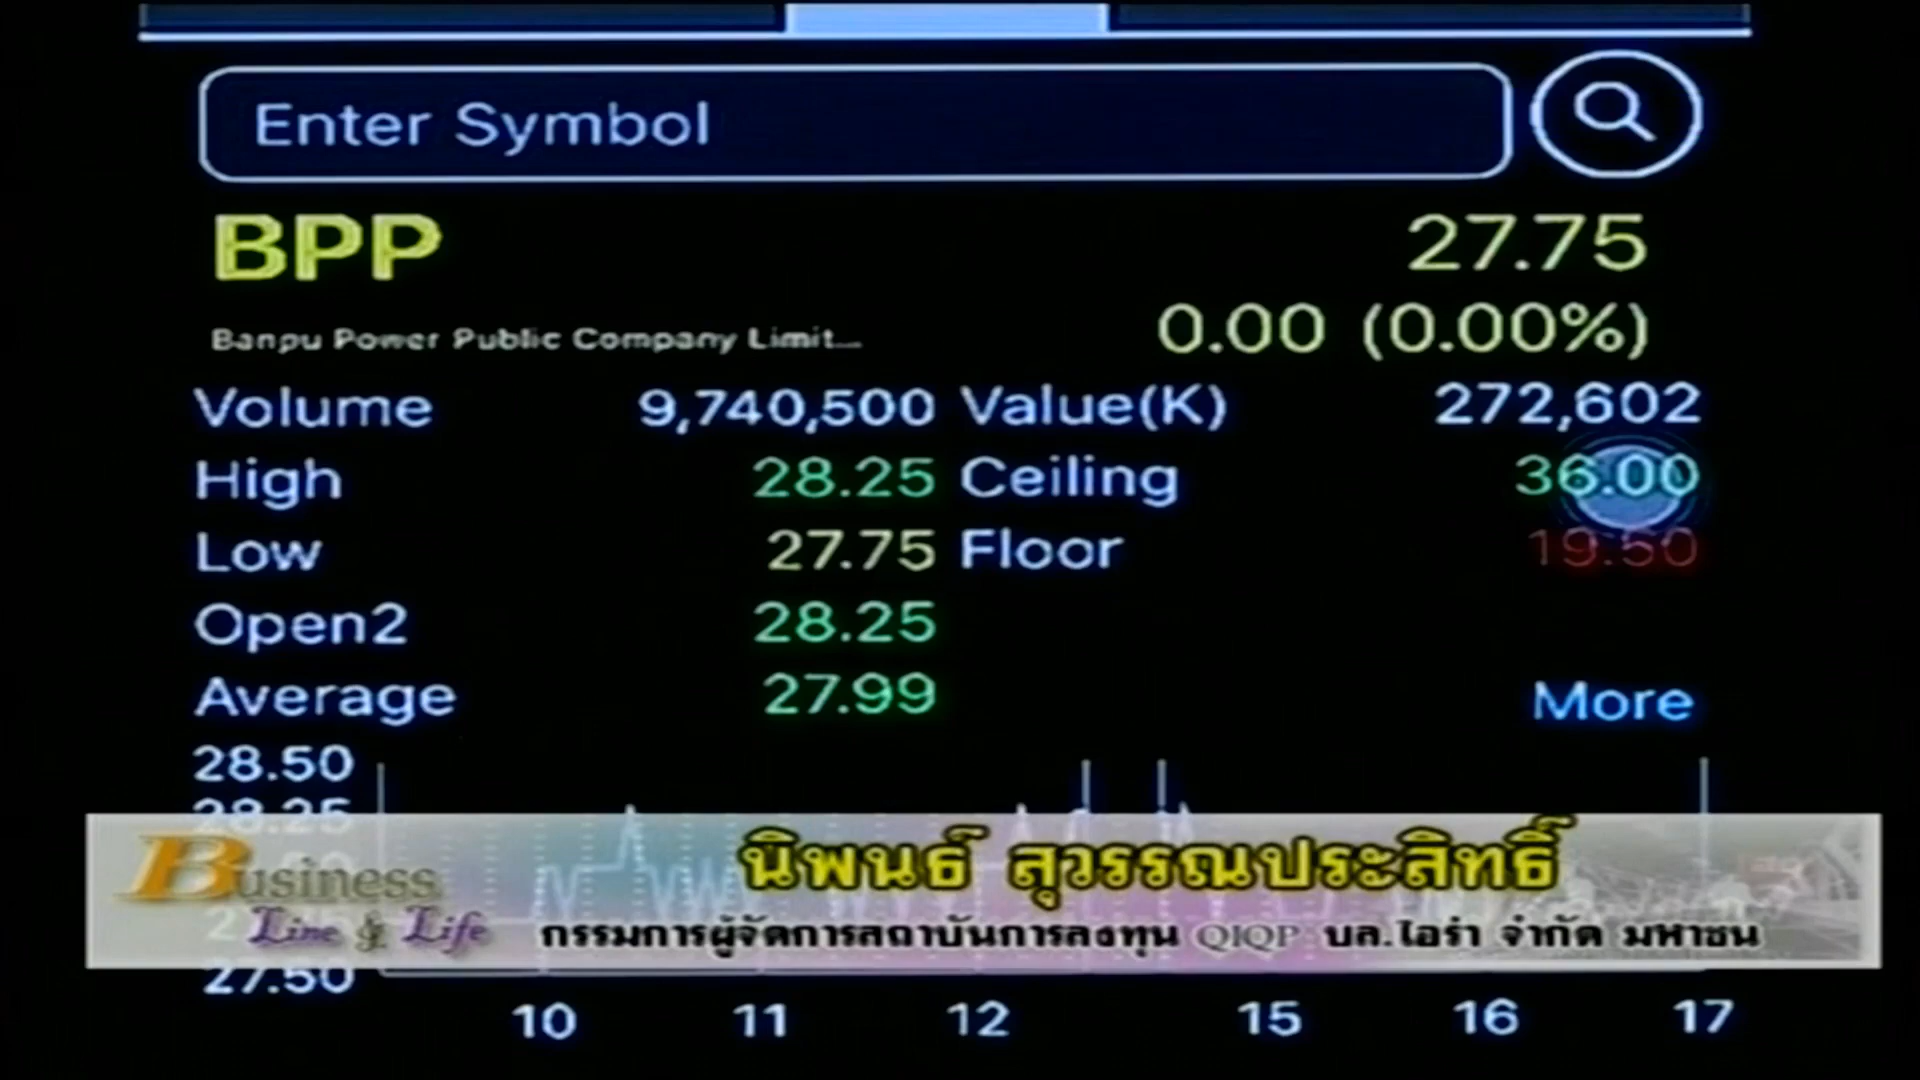 Enter Symbol
BPP 27.75
Banpu Power Public Company Limit... 0.00 (0.00%)
Volume 9,740,500 Value(K) 272,602
High 28.25 Ceiling 36.00
Low 27.75 Floor 19.50
Open2 28.25
Average 27.99 More
28.50
28.25
Business
Line & Life
นิพนธ์ สุวรรณประสิทธิ์
กรรมการผู้จัดการสถาบันการลงทุน QIQP บล.ไอร่า จำกัด มหาชน
27.50
10 11 12 15 16 17